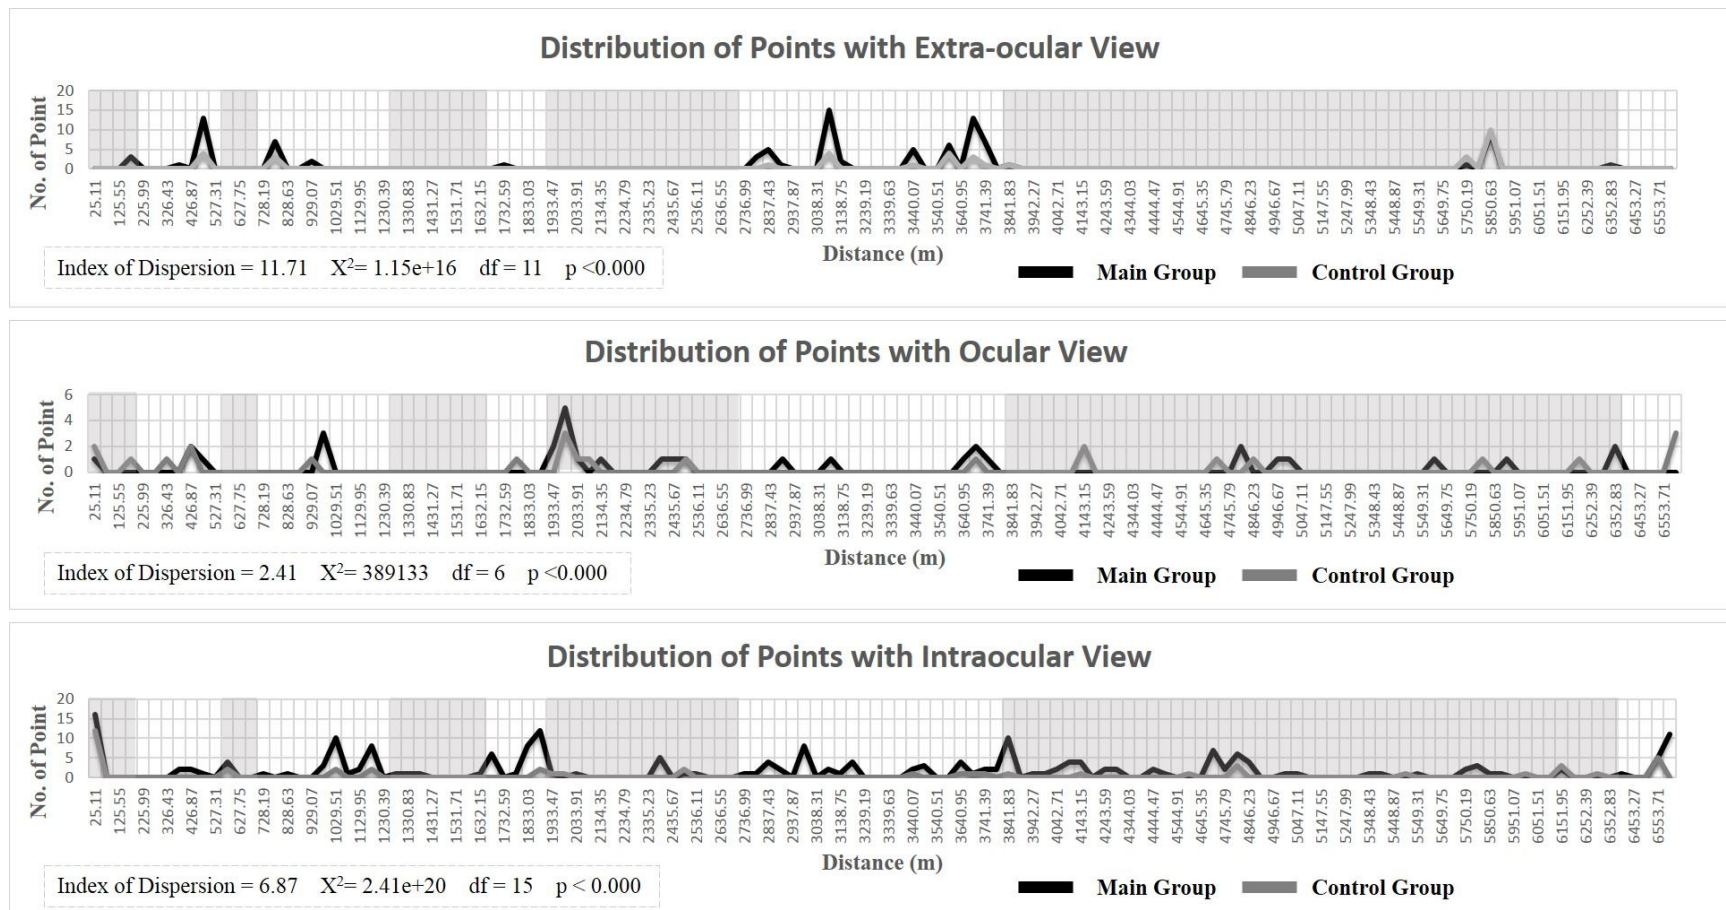 Distribution of Points with Extra-ocular View
No. of Point
20
15
10
5
0
25.11 125.55 225.99 326.43 426.87 527.31 627.75 728.19 828.63 929.07 1029.51 1129.95 1230.39 1330.83 1431.27 1531.71 1632.15 1732.59 1833.03 1933.47 2033.91 2134.35 2234.79 2335.23 2435.67 2536.11 2636.55 2736.99 2837.43 2937.87 3038.31 3138.75 3239.19 3339.63 3440.07 3540.51 3640.95 3741.39 3841.83 3942.27 4042.71 4143.15 4243.59 4344.03 4444.47 4544.91 4645.35 4745.79 4846.23 4946.67 5047.11 5147.55 5247.99 5348.43 5448.87 5549.31 5649.75 5750.19 5850.63 5951.07 6051.51 6151.95 6252.39 6352.83 6453.27 6553.71
Distance (m)
Index of Dispersion = 11.71 X²= 1.15e+16 df = 11 p <0.000
Main Group Control Group
Distribution of Points with Ocular View
No. of Point
6
4
2
0
25.11 125.55 225.99 326.43 426.87 527.31 627.75 728.19 828.63 929.07 1029.51 1129.95 1230.39 1330.83 1431.27 1531.71 1632.15 1732.59 1833.03 1933.47 2033.91 2134.35 2234.79 2335.23 2435.67 2536.11 2636.55 2736.99 2837.43 2937.87 3038.31 3138.75 3239.19 3339.63 3440.07 3540.51 3640.95 3741.39 3841.83 3942.27 4042.71 4143.15 4243.59 4344.03 4444.47 4544.91 4645.35 4745.79 4846.23 4946.67 5047.11 5147.55 5247.99 5348.43 5448.87 5549.31 5649.75 5750.19 5850.63 5951.07 6051.51 6151.95 6252.39 6352.83 6453.27 6553.71
Distance (m)
Index of Dispersion = 2.41 X²= 389133 df = 6 p <0.000
Main Group Control Group
Distribution of Points with Intraocular View
No. of Point
20
15
10
5
0
25.11 125.55 225.99 326.43 426.87 527.31 627.75 728.19 828.63 929.07 1029.51 1129.95 1230.39 1330.83 1431.27 1531.71 1632.15 1732.59 1833.03 1933.47 2033.91 2134.35 2234.79 2335.23 2435.67 2536.11 2636.55 2736.99 2837.43 2937.87 3038.31 3138.75 3239.19 3339.63 3440.07 3540.51 3640.95 3741.39 3841.83 3942.27 4042.71 4143.15 4243.59 4344.03 4444.47 4544.91 4645.35 4745.79 4846.23 4946.67 5047.11 5147.55 5247.99 5348.43 5448.87 5549.31 5649.75 5750.19 5850.63 5951.07 6051.51 6151.95 6252.39 6352.83 6453.27 6553.71
Distance (m)
Index of Dispersion = 6.87 X²= 2.41e+20 df = 15 p < 0.000
Main Group Control Group